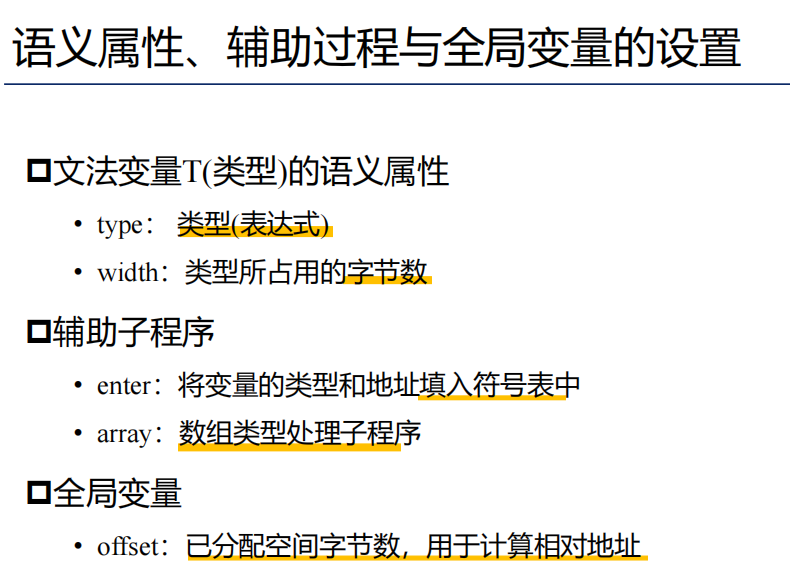 语义属性、辅助过程与全局变量的设置
文法变量T(类型)的语义属性
• type： 类型(表达式)
• width：类型所占用的字节数
辅助子程序
• enter：将变量的类型和地址填入符号表中
• array：数组类型处理子程序
全局变量
• offset：已分配空间字节数，用于计算相对地址